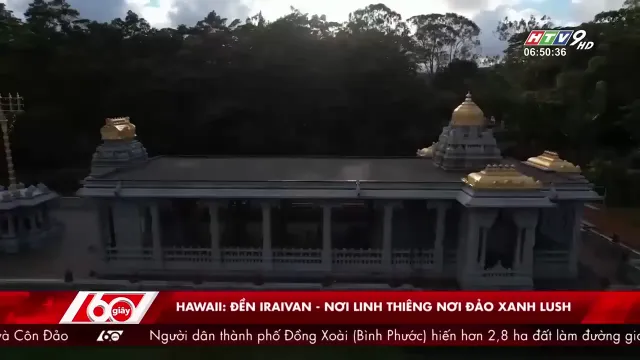 HTV9 HD
06:50:36
60 giây
HAWAII: ĐỀN IRAIVAN - NƠI LINH THIÊNG NƠI ĐẢO XANH LUSH
và Côn Đảo 60 Người dân thành phố Đồng Xoài (Bình Phước) hiến hơn 2,8 ha đất làm đường gi